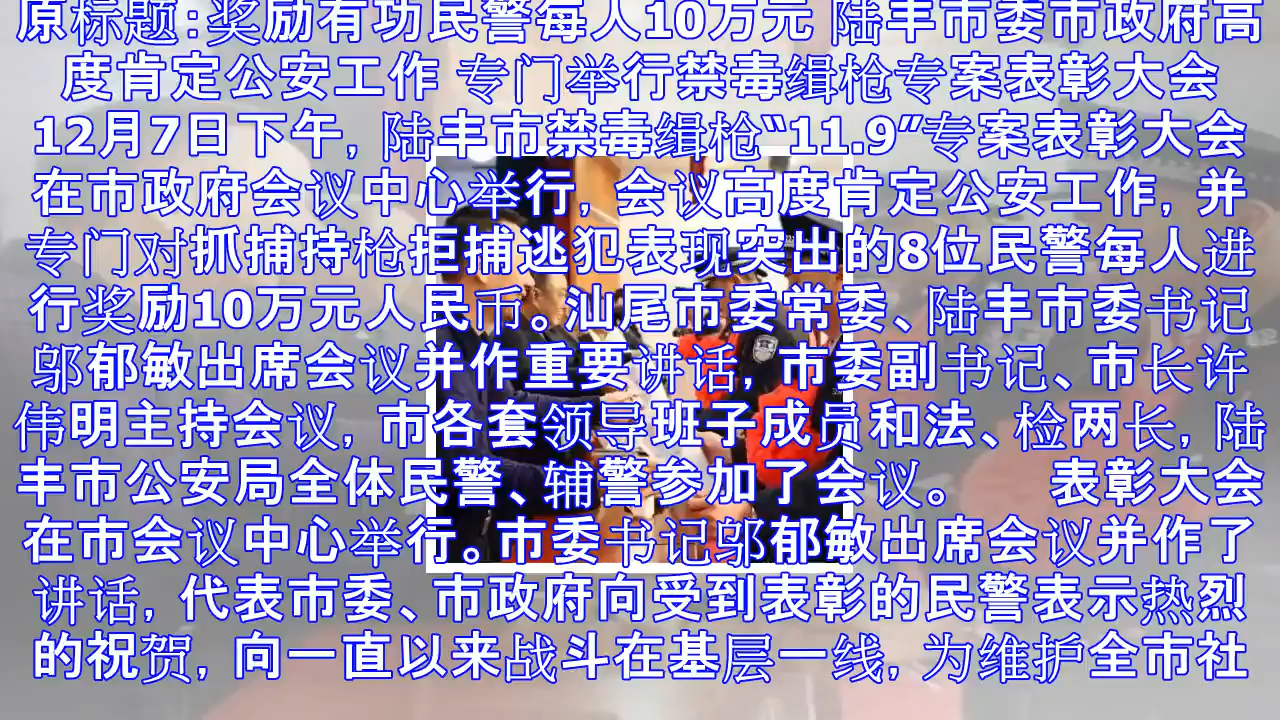 原标题:奖励有功民警每人10万元 陆丰市委市政府高
度肯定公安工作 专门举行禁毒缉枪专案表彰大会
12月7日下午, 陆丰市禁毒缉枪“11.9”专案表彰大会
在市政府会议中心举行, 会议高度肯定公安工作, 并
专门对抓捕持枪拒捕逃犯表现突出的8位民警每人进
行奖励10万元人民币。汕尾市委常委、陆丰市委书记
邬郁敏出席会议并作重要讲话, 市委副书记、市长许
伟明主持会议, 市各套领导班子成员和法、检两长, 陆
丰市公安局全体民警、辅警参加了会议。 表彰大会
在市会议中心举行。市委书记邬郁敏出席会议并作了
讲话, 代表市委、市政府向受到表彰的民警表示热烈
的祝贺, 向一直以来战斗在基层一线, 为维护全市社